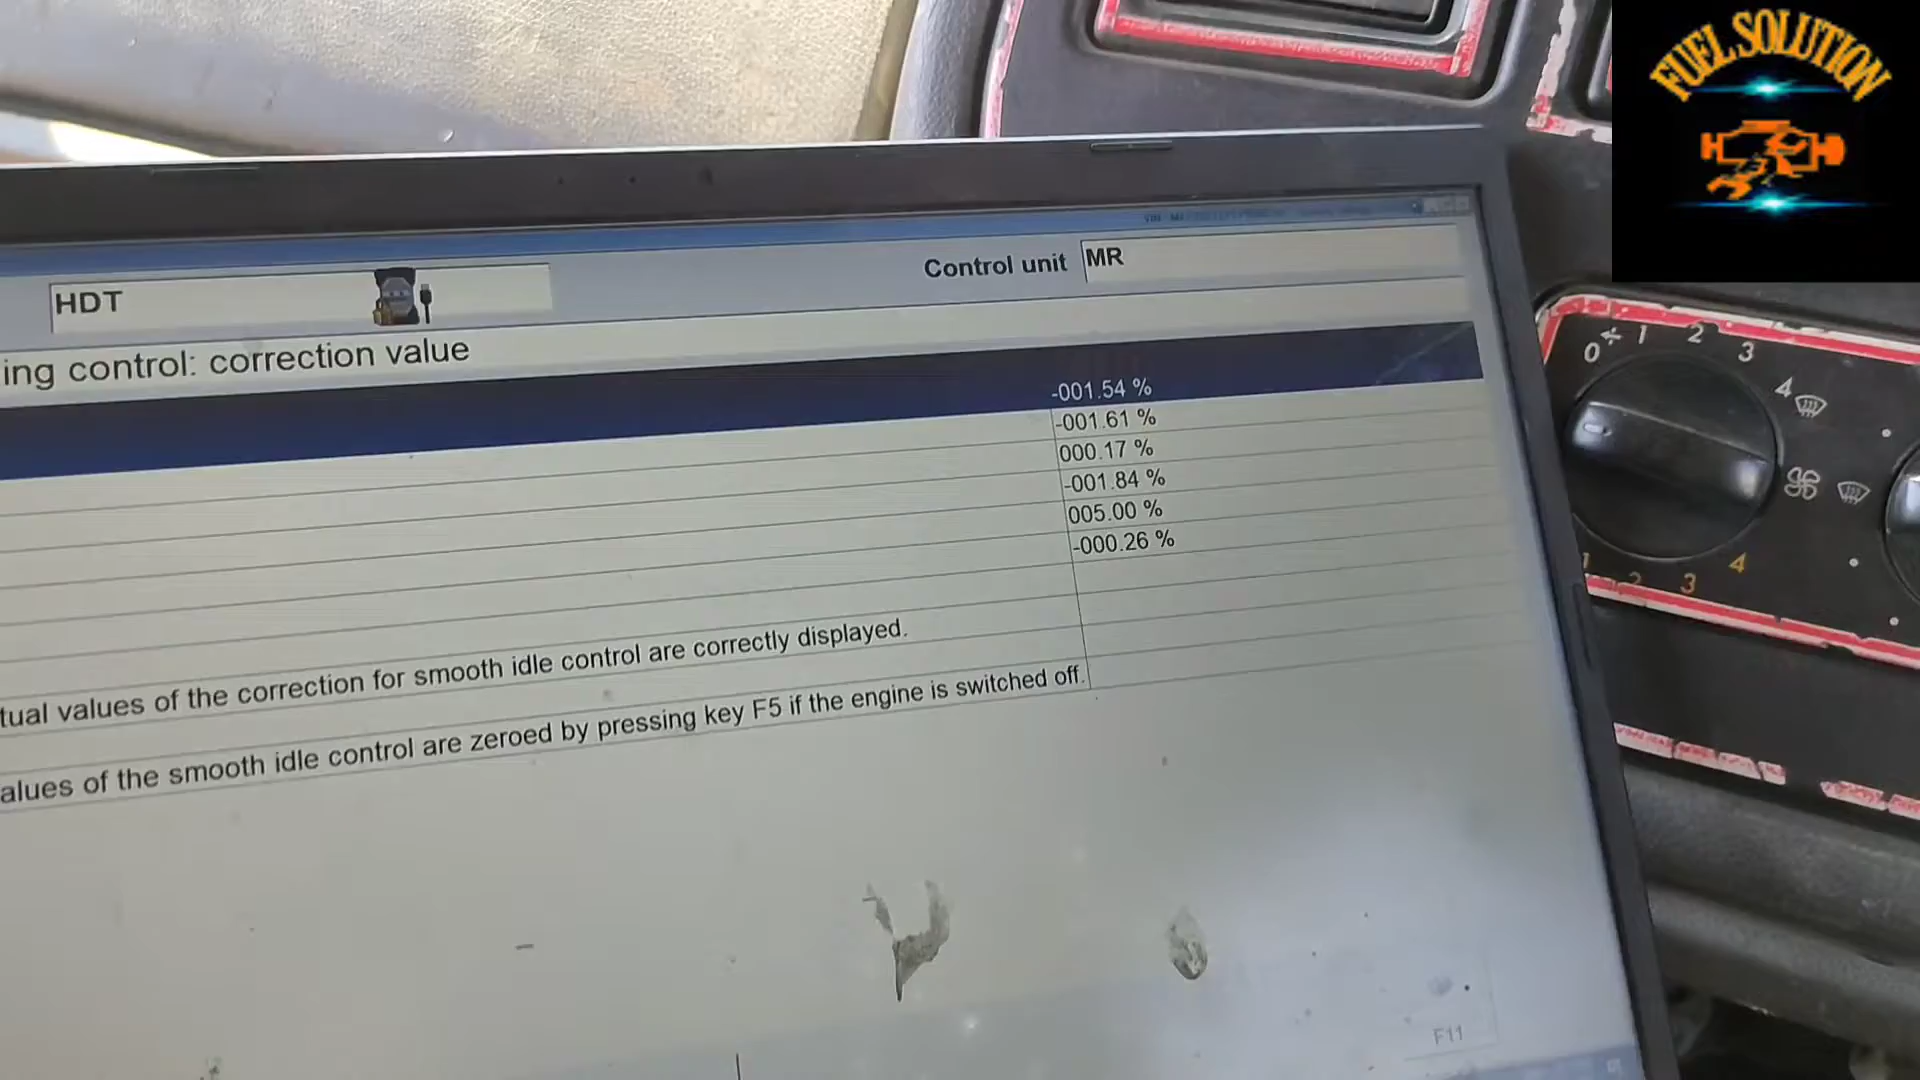 FUEL SOLUTION
HDT
Control unit MR
ing control: correction value
-001.54 %
-001.61 %
000.17 %
-001.84 %
005.00 %
-000.26 %
tual values of the correction for smooth idle control are correctly displayed.
alues of the smooth idle control are zeroed by pressing key F5 if the engine is switched off.
F11
0 ÷ 1 2 3 4
1 2 3 4